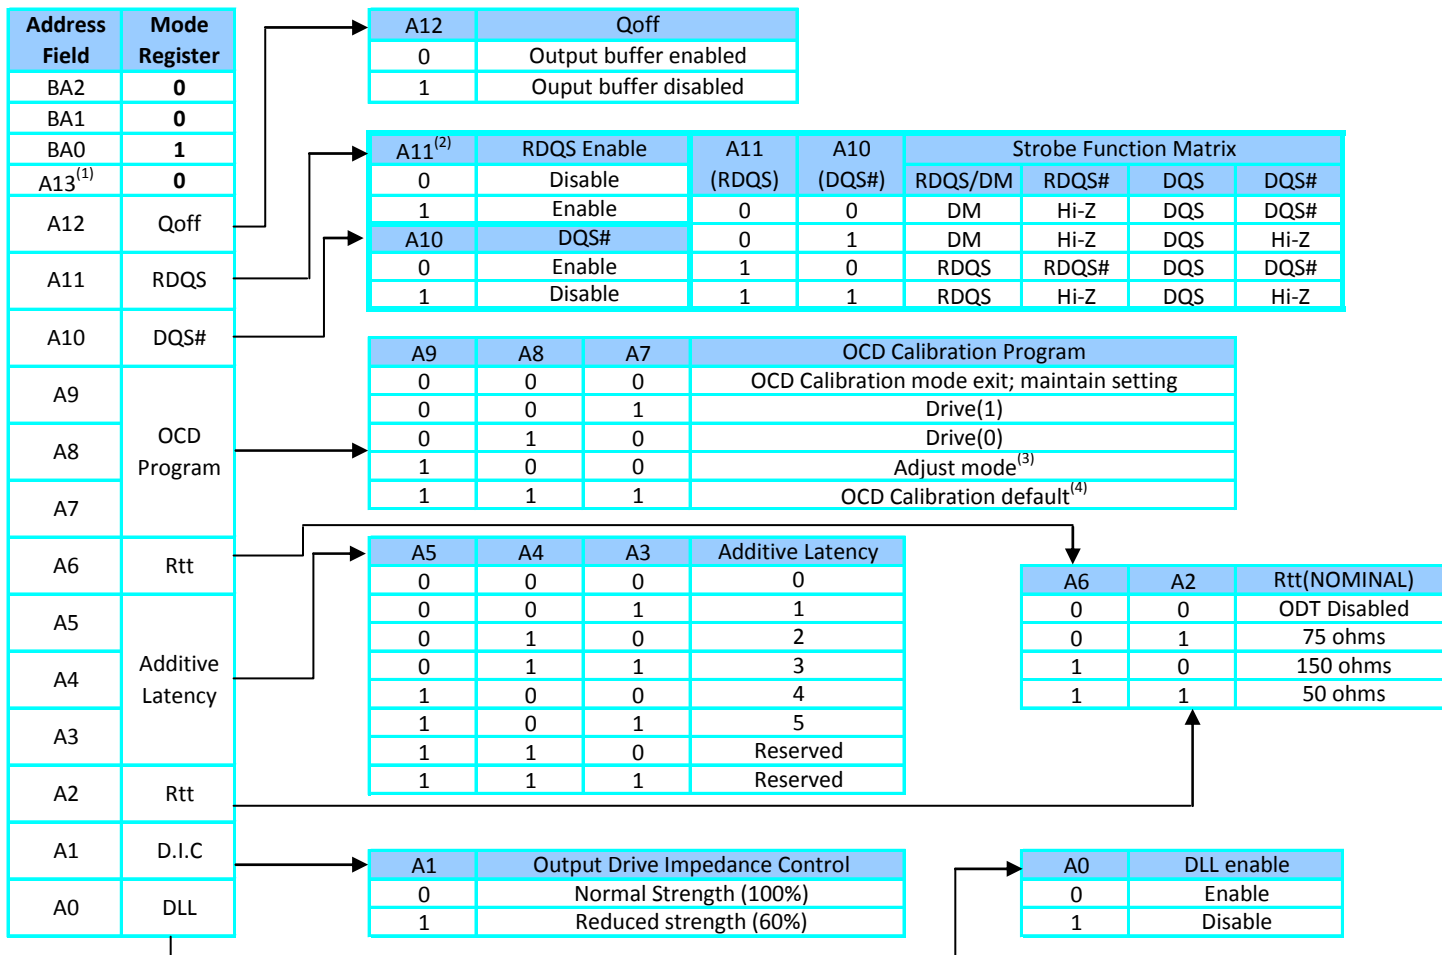 Address Field Mode Register
BA2 0
BA1 0
BA0 1
A13(1) 0
A12 Qoff
A11 RDQS
A10 DQS#
A9
A8
A7
OCD Program
A6 Rtt
A5
A4
A3
Additive Latency
A2 Rtt
A1 D.I.C
A0 DLL
A12 Qoff
0 Output buffer enabled
1 Ouput buffer disabled
A11(2) RDQS Enable
0 Disable
1 Enable
A10 DQS#
0 Enable
1 Disable
A11 (RDQS) A10 (DQS#) Strobe Function Matrix
RDQS/DM RDQS# DQS DQS#
0 0 DM Hi-Z DQS DQS#
0 1 DM Hi-Z DQS Hi-Z
1 0 RDQS RDQS# DQS DQS#
1 1 RDQS Hi-Z DQS Hi-Z
A9 A8 A7 OCD Calibration Program
0 0 0 OCD Calibration mode exit; maintain setting
0 0 1 Drive(1)
0 1 0 Drive(0)
1 0 0 Adjust mode(3)
1 1 1 OCD Calibration default(4)
A5 A4 A3 Additive Latency
0 0 0 0
0 0 1 1
0 1 0 2
0 1 1 3
1 0 0 4
1 0 1 5
1 1 0 Reserved
1 1 1 Reserved
A6 A2 Rtt(NOMINAL)
0 0 ODT Disabled
0 1 75 ohms
1 0 150 ohms
1 1 50 ohms
A1 Output Drive Impedance Control
0 Normal Strength (100%)
1 Reduced strength (60%)
A0 DLL enable
0 Enable
1 Disable